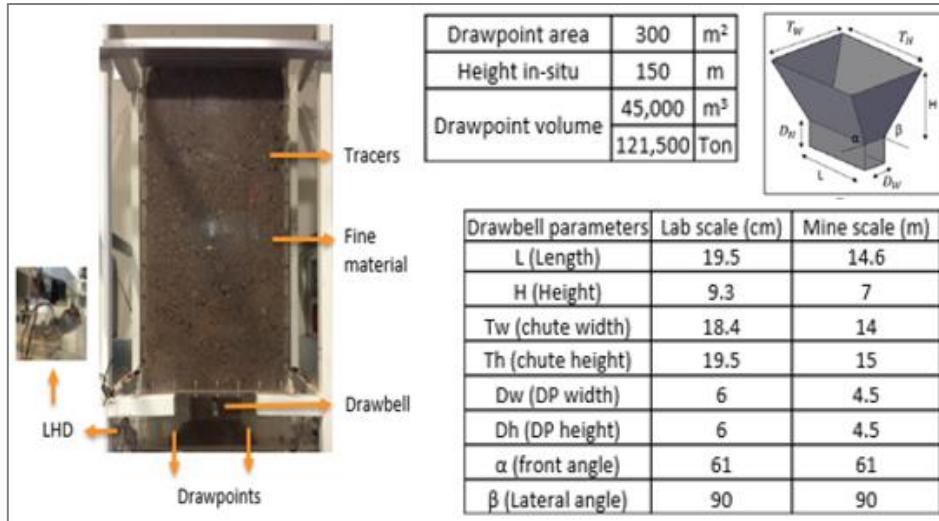 Tracers
Fine
material
Drawbell
LHD
Drawpoints
Drawpoint area 300 m²
Height in-situ 150 m
Drawpoint volume 45,000 m³
121,500 Ton
T_W T_H
H
D_H α β
L D_W
Drawbell parameters Lab scale (cm) Mine scale (m)
L (Length) 19.5 14.6
H (Height) 9.3 7
Tw (chute width) 18.4 14
Th (chute height) 19.5 15
Dw (DP width) 6 4.5
Dh (DP height) 6 4.5
α (front angle) 61 61
β (Lateral angle) 90 90